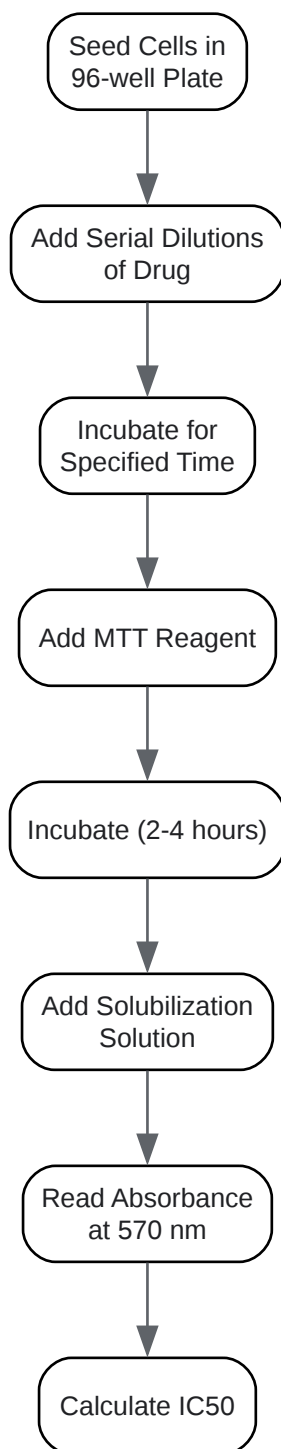 Seed Cells in
96-well Plate
Add Serial Dilutions
of Drug
Incubate for
Specified Time
Add MTT Reagent
Incubate (2-4 hours)
Add Solubilization
Solution
Read Absorbance
at 570 nm
Calculate IC50